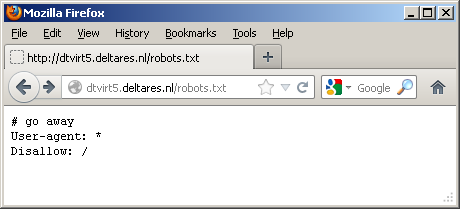 Mozilla Firefox
File Edit View History Bookmarks Tools Help
http://dtvirt5.deltares.nl/robots.txt
dtvirt5.deltares.nl/robots.txt Google
# go away
User-agent: *
Disallow: /